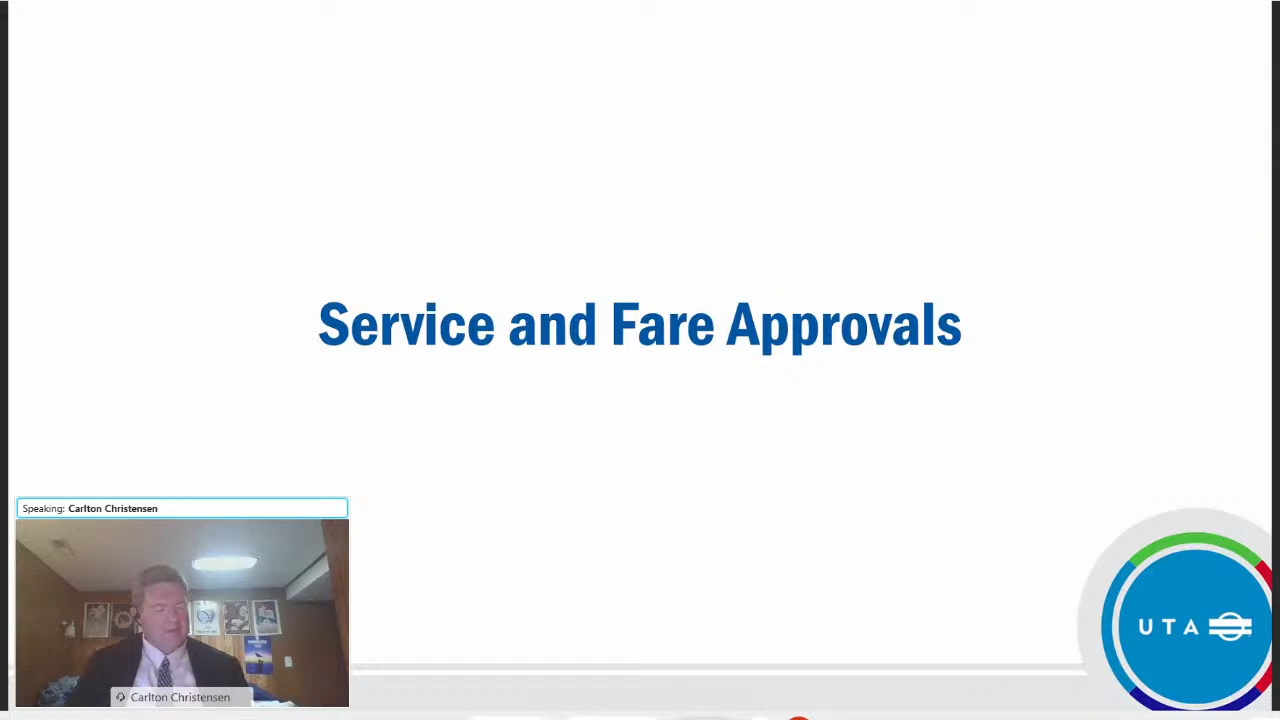 Service and Fare Approvals
Speaking: Carlton Christensen
Carlton Christensen
UTA